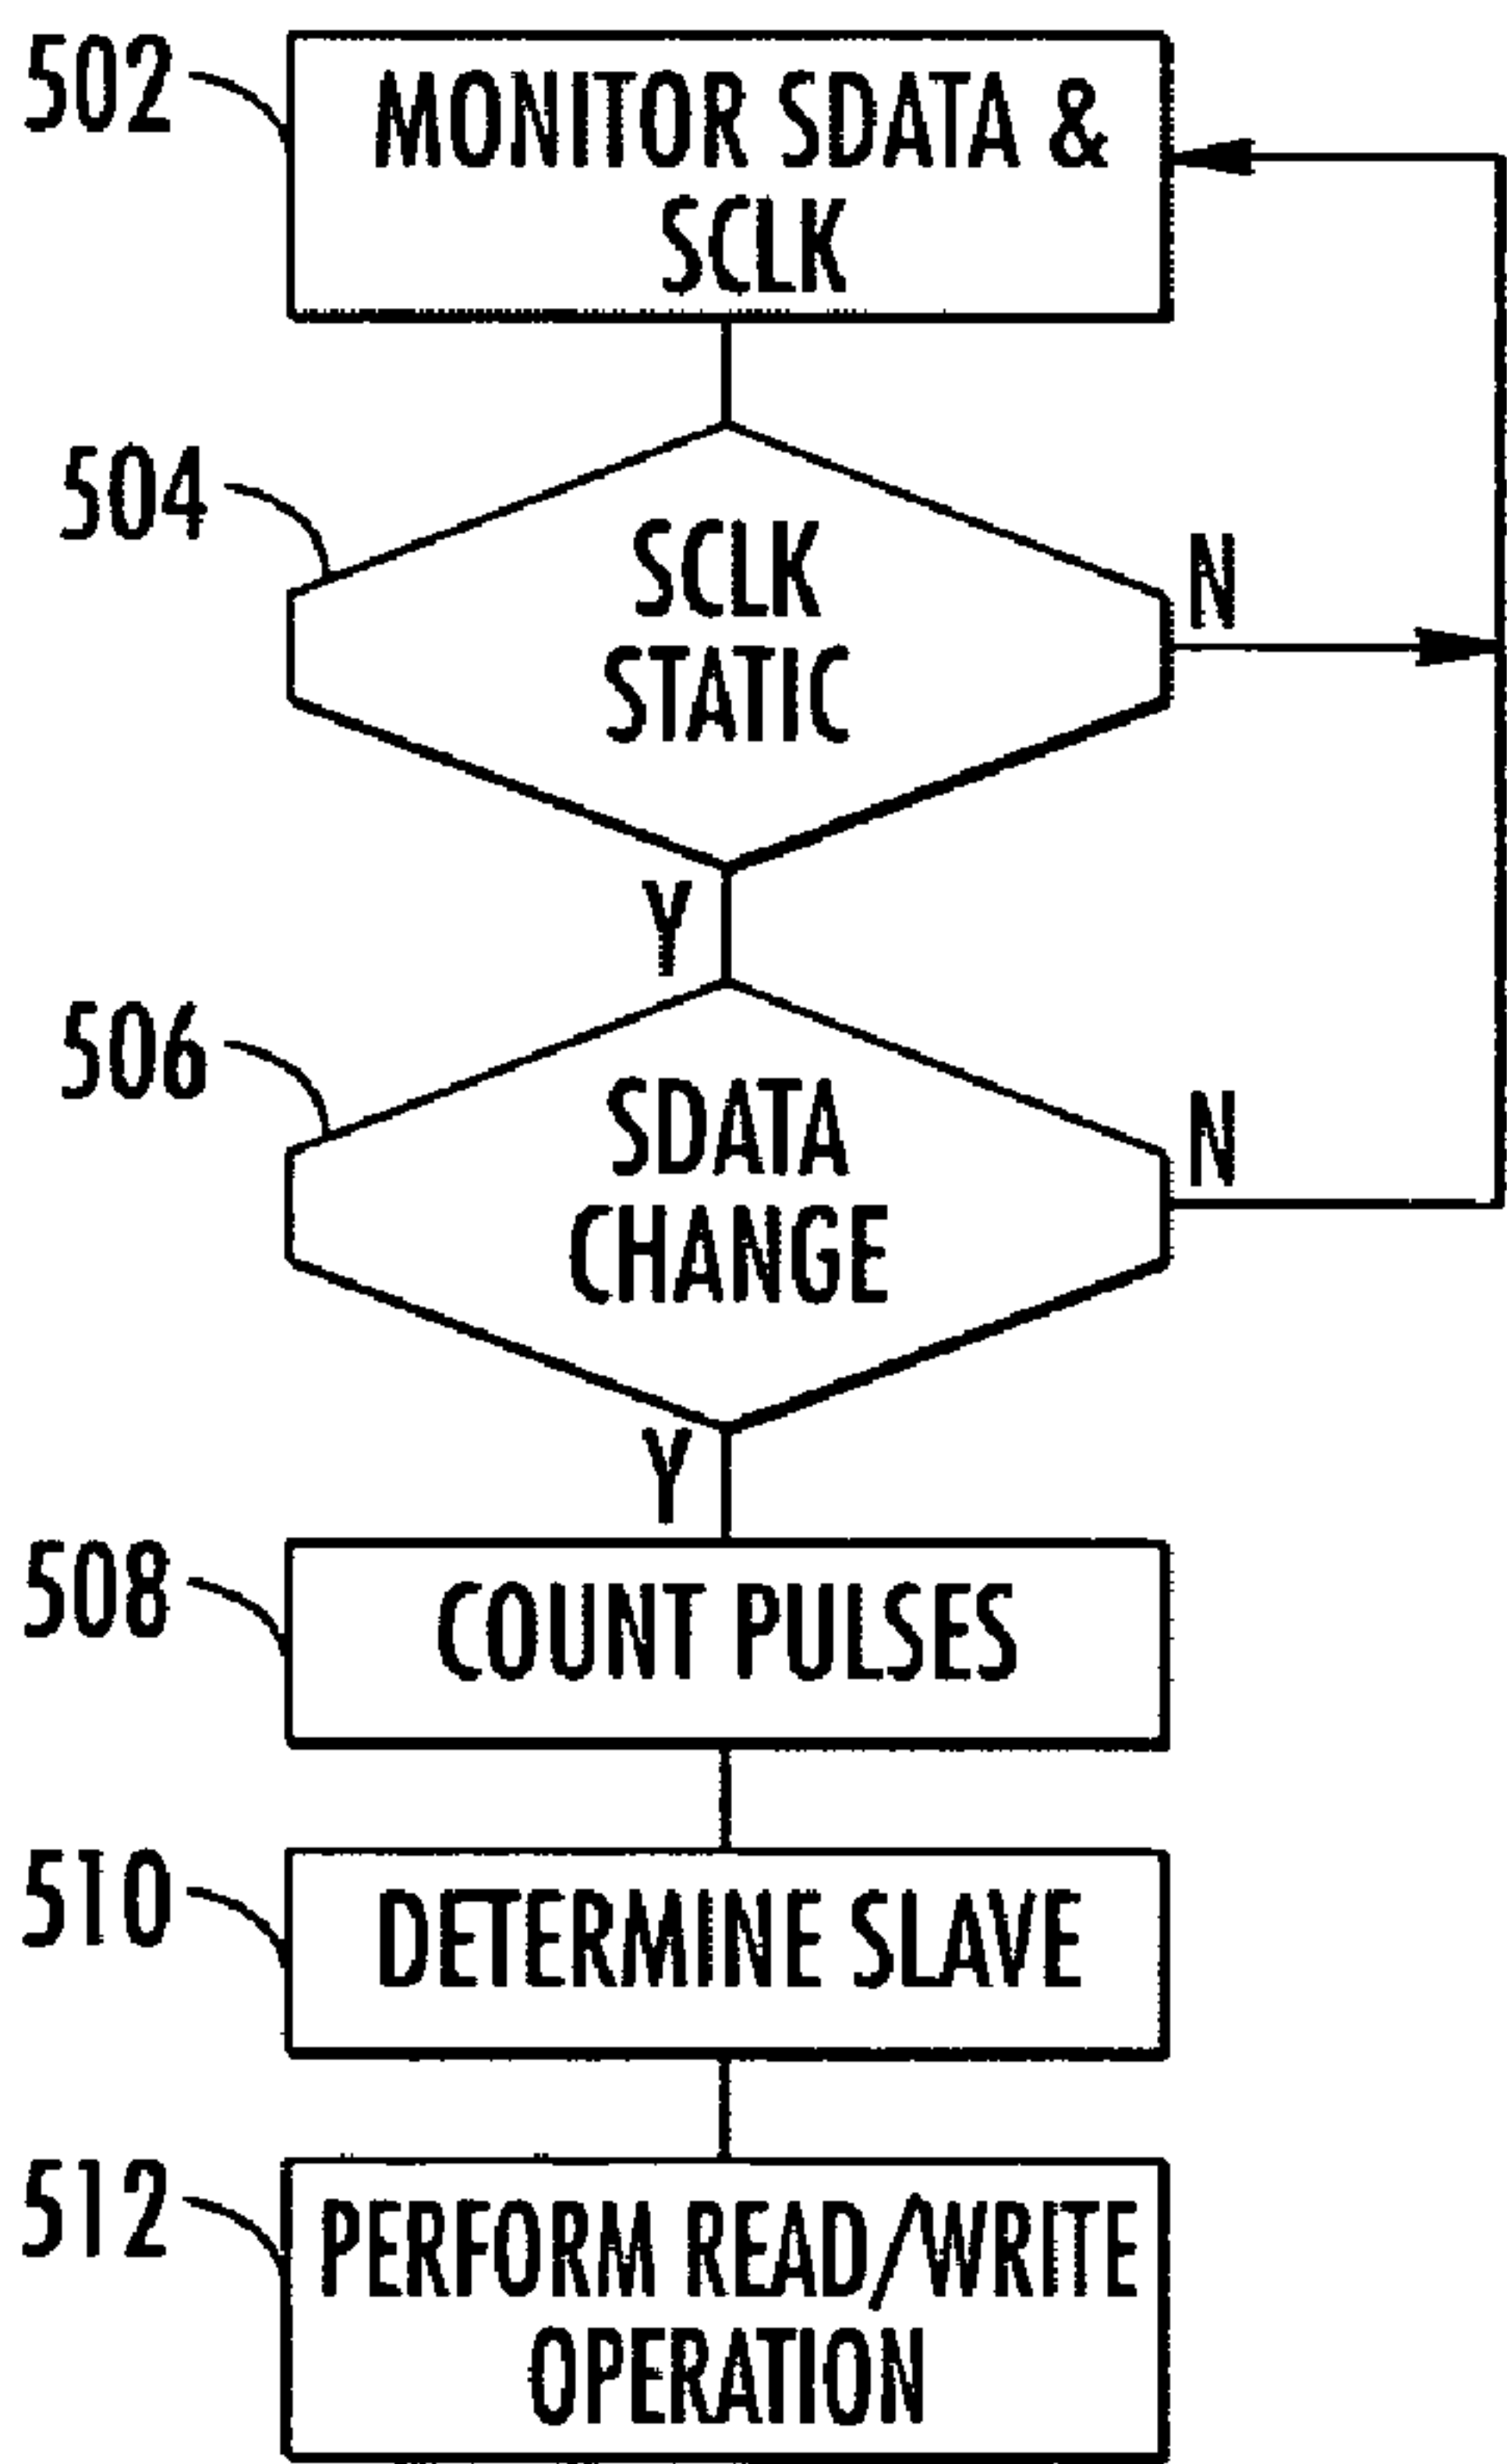 502
MONITOR SDATA &
SCLK
504
SCLK
STATIC
N
Y
506
SDATA
CHANGE
N
Y
508
COUNT PULSES
510
DETERMINE SLAVE
512
PERFORM READ/WRITE
OPERATION